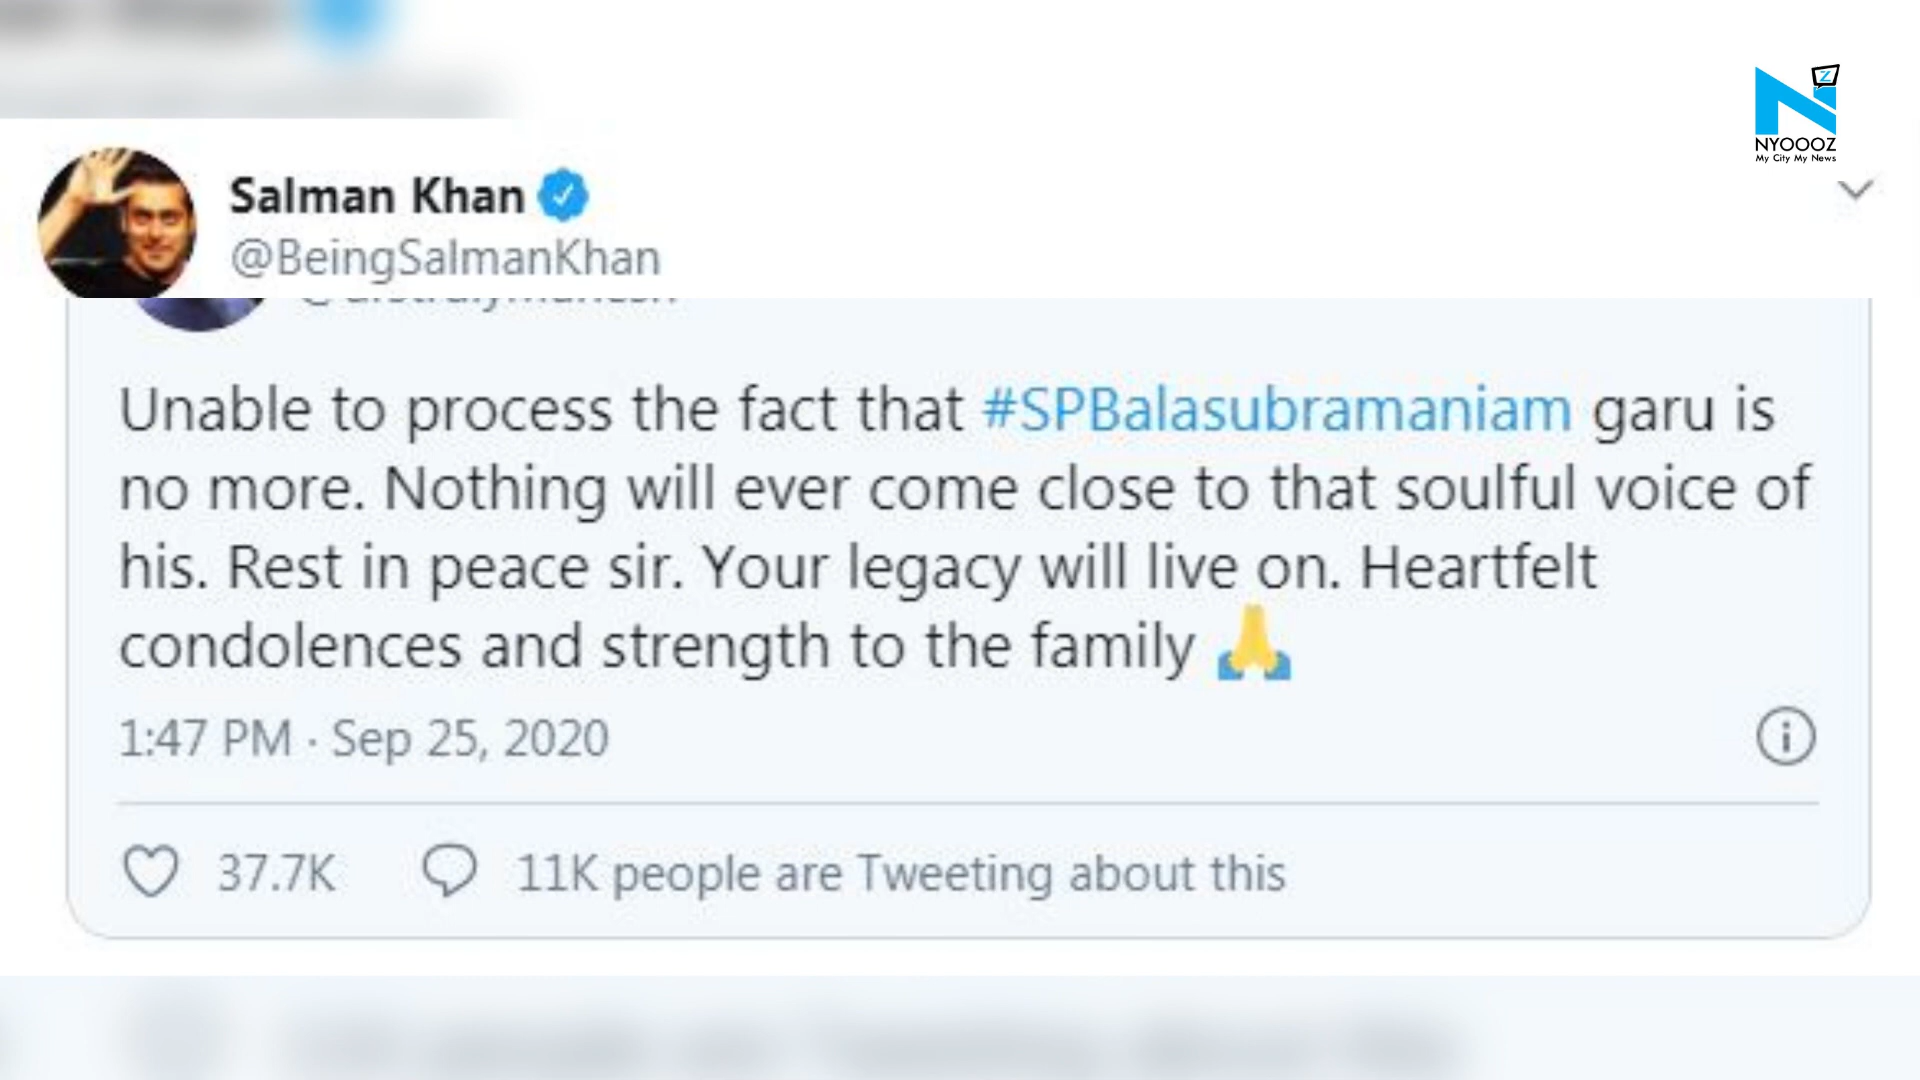 NYOOOZ
My City My News
Salman Khan
@BeingSalmanKhan
Unable to process the fact that #SPBalasubramaniam garu is
no more. Nothing will ever come close to that soulful voice of
his. Rest in peace sir. Your legacy will live on. Heartfelt
condolences and strength to the family 🙏
1:47 PM · Sep 25, 2020
37.7K 11K people are Tweeting about this